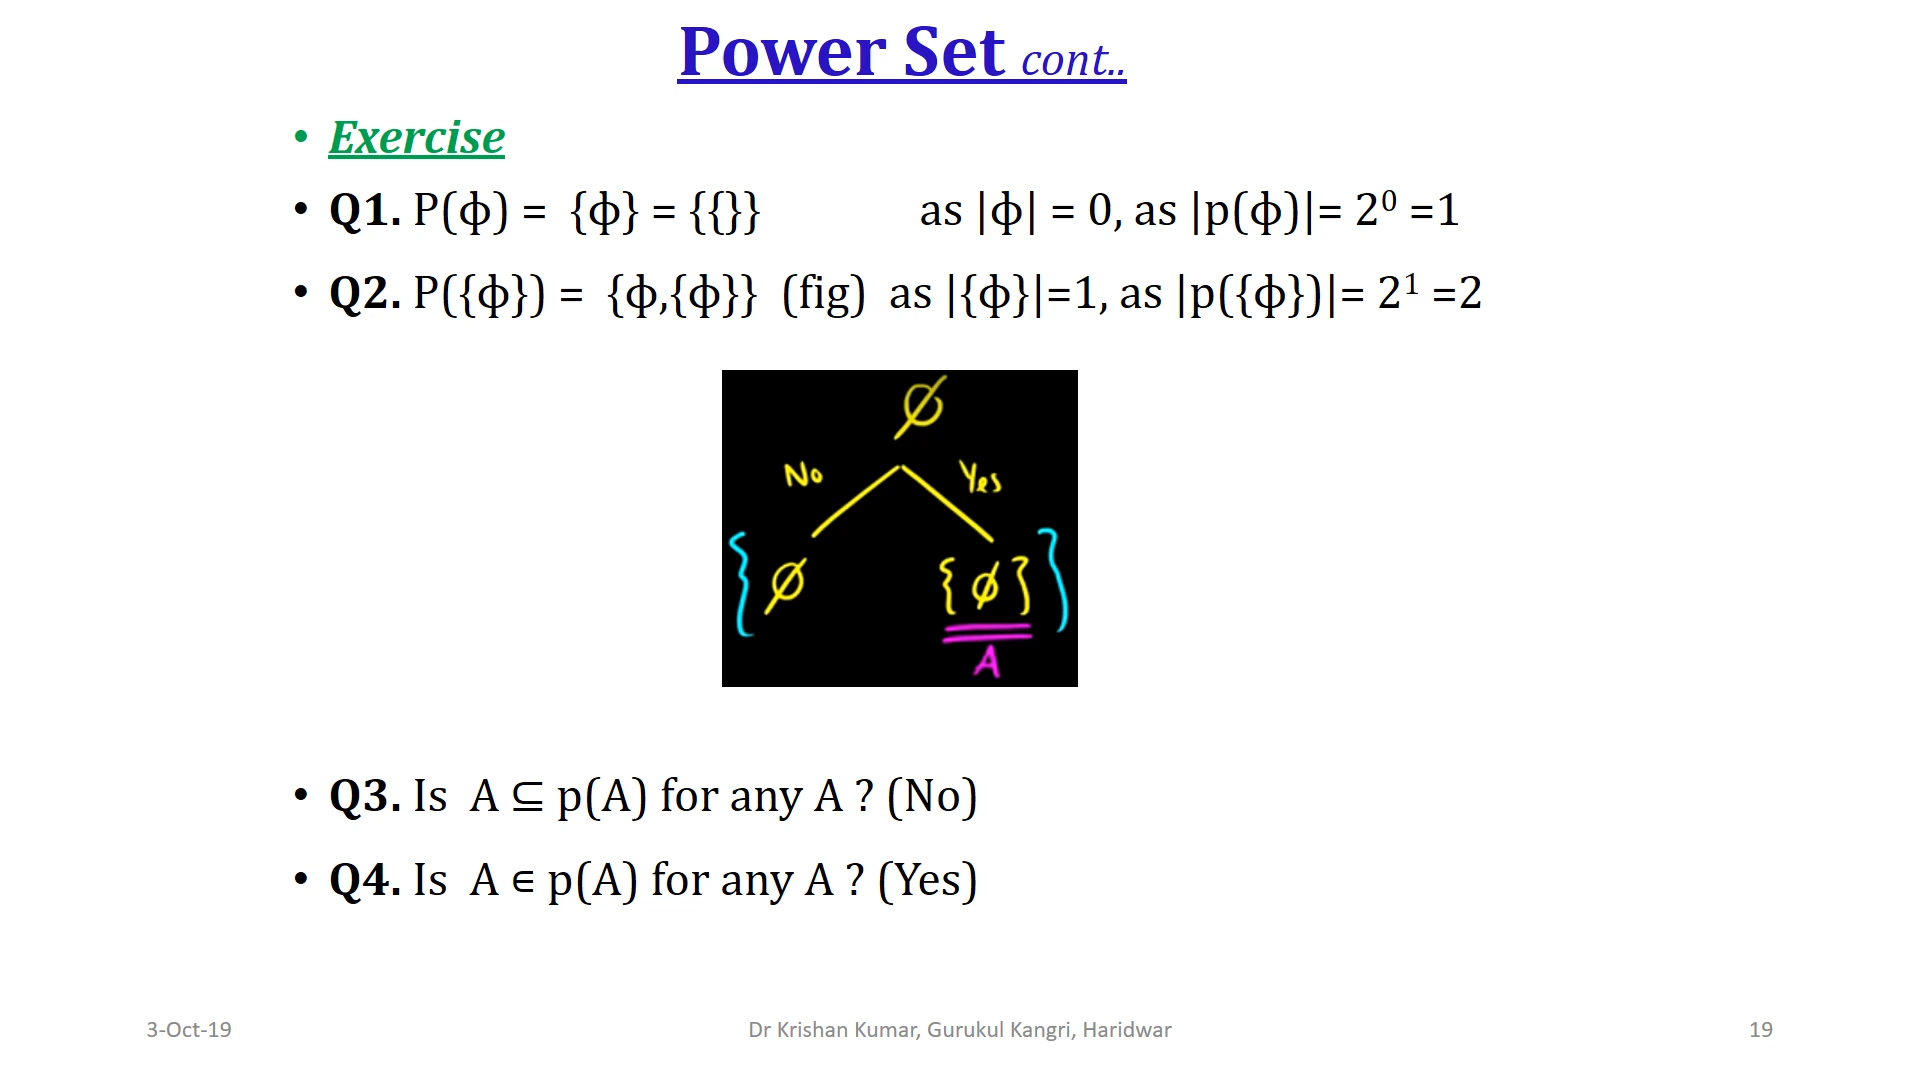 Power Set cont..
• Exercise
• Q1. P(ф) = {ф} = {{}} as |ф| = 0, as |p(ф)|= 2⁰ =1
• Q2. P({ф}) = {ф,{ф}} (fig) as |{ф}|=1, as |p({ф})|= 2¹ =2
∅
No Yes
{ ∅ {∅} }
A
• Q3. Is A ⊆ p(A) for any A ? (No)
• Q4. Is A ∈ p(A) for any A ? (Yes)
3-Oct-19 Dr Krishan Kumar, Gurukul Kangri, Haridwar 19